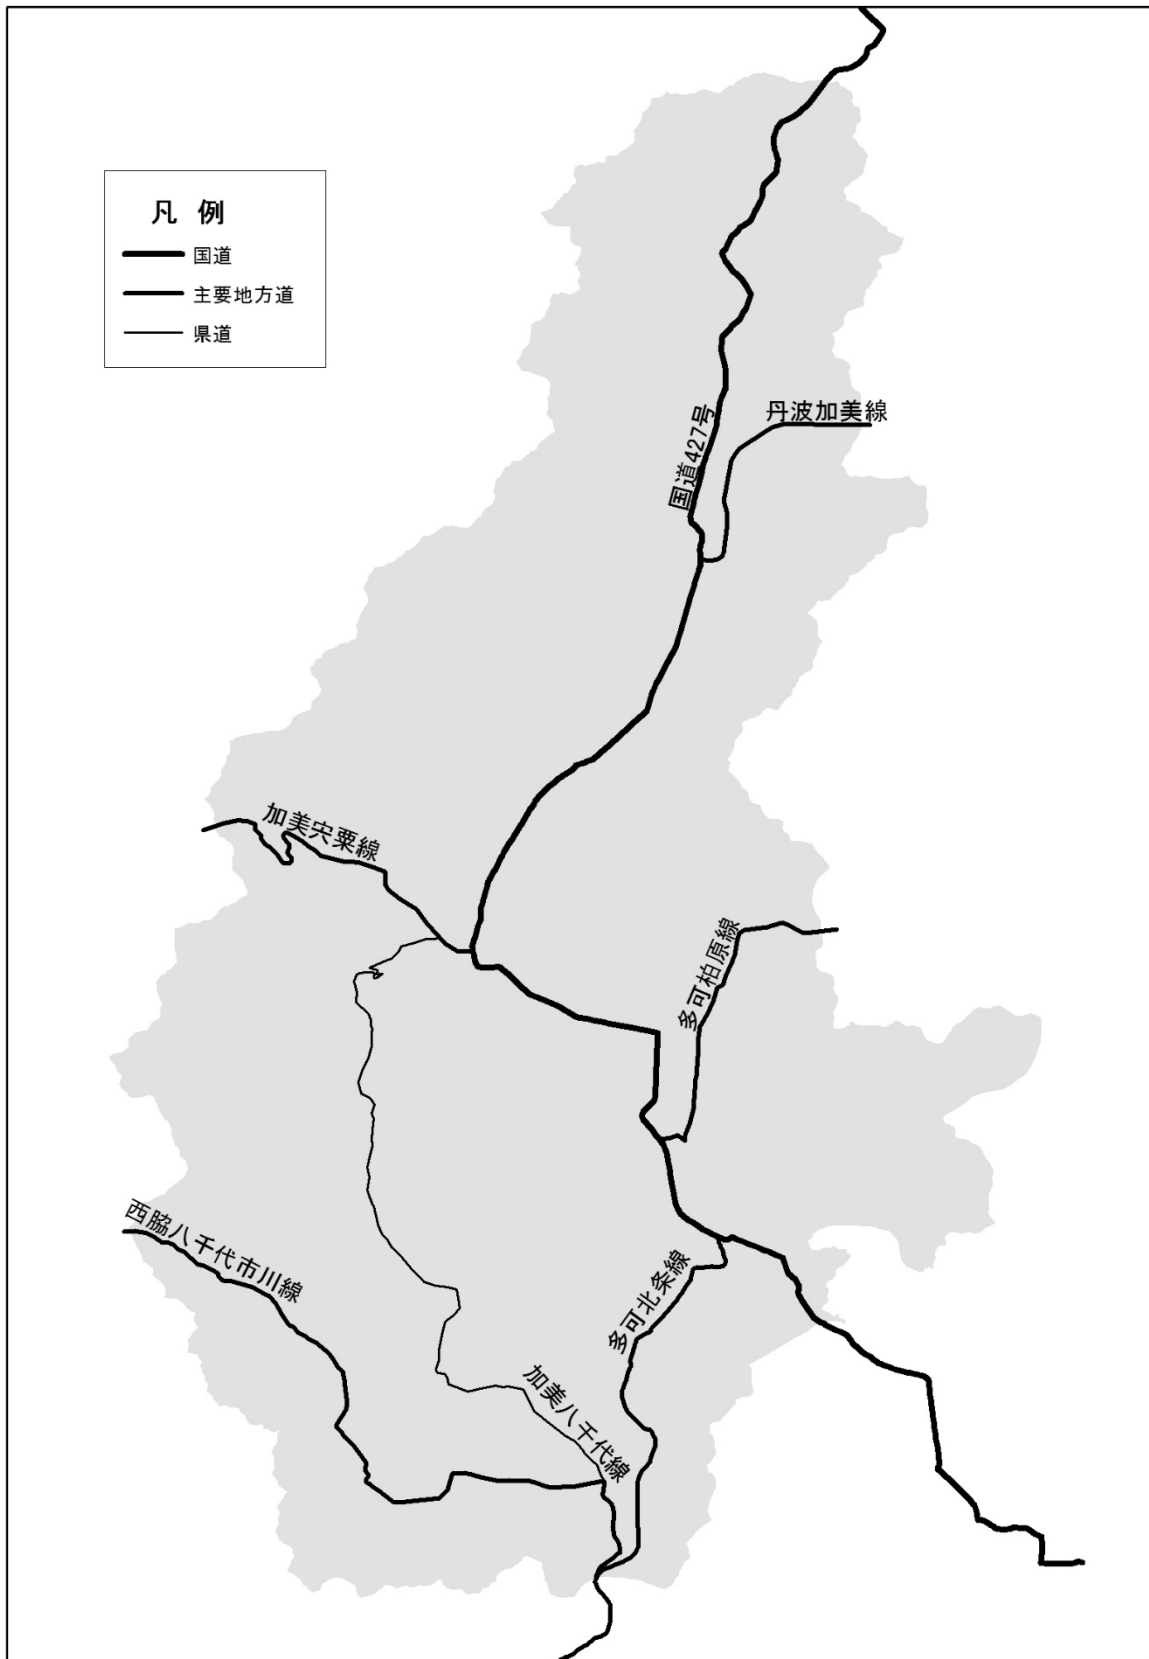 凡 例
国道
主要地方道
県道
丹波加美線
国道427号
加美宍粟線
多可柏原線
西脇八千代市川線
多可北条線
加美八千代線